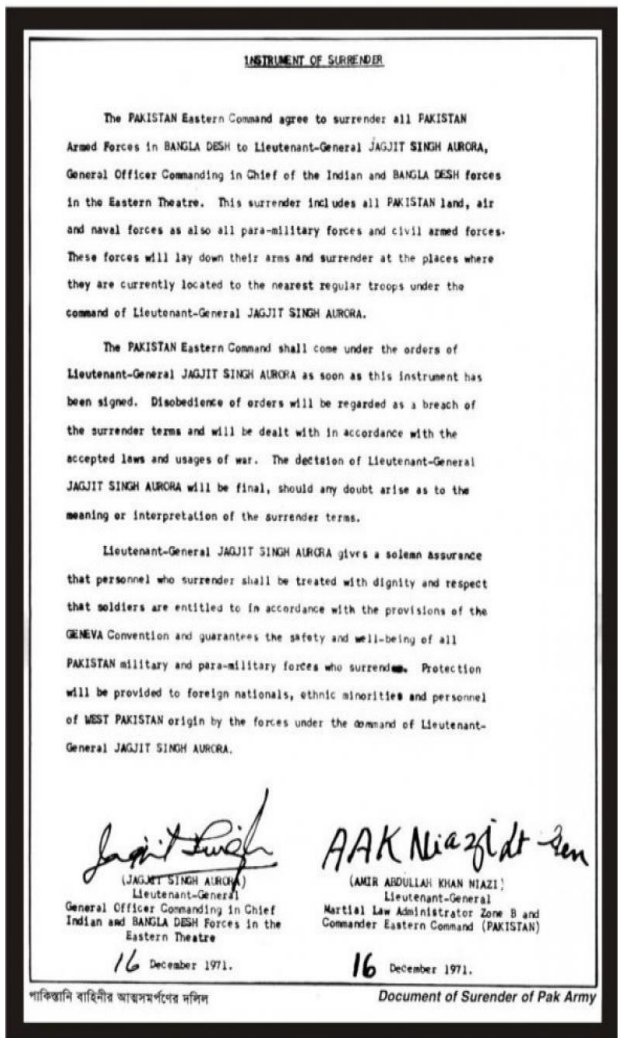 INSTRUMENT OF SURRENDER
The PAKISTAN Eastern Command agree to surrender all PAKISTAN
Armed Forces in BANGLA DESH to Lieutenant-General JAGJIT SINGH AURORA,
General Officer Commanding in Chief of the Indian and BANGLA DESH forces
in the Eastern Theatre. This surrender includes all PAKISTAN land, air
and naval forces as also all para-military forces and civil armed forces.
These forces will lay down their arms and surrender at the places where
they are currently located to the nearest regular troops under the
command of Lieutenant-General JAGJIT SINGH AURORA.
The PAKISTAN Eastern Command shall come under the orders of
Lieutenant-General JAGJIT SINGH AURORA as soon as this instrument has
been signed. Disobedience of orders will be regarded as a breach of
the surrender terms and will be dealt with in accordance with the
accepted laws and usages of war. The decision of Lieutenant-General
JAGJIT SINGH AURORA will be final, should any doubt arise as to the
meaning or interpretation of the surrender terms.
Lieutenant-General JAGJIT SINGH AURORA gives a solemn assurance
that personnel who surrender shall be treated with dignity and respect
that soldiers are entitled to in accordance with the provisions of the
GENEVA Convention and guarantees the safety and well-being of all
PAKISTAN military and para-military forces who surrender. Protection
will be provided to foreign nationals, ethnic minorities and personnel
of WEST PAKISTAN origin by the forces under the command of Lieutenant-
General JAGJIT SINGH AURORA.
Jagjit Singh
(JAGJIT SINGH AURORA)
Lieutenant-General
General Officer Commanding in Chief
Indian and BANGLA DESH Forces in the
Eastern Theatre
16 December 1971.
AAK Niazi Lt Gen
(AMIR ABDULLAH KHAN NIAZI)
Lieutenant-General
Martial Law Administrator Zone B and
Commander Eastern Command (PAKISTAN)
16 December 1971.
পাকিস্তানি বাহিনীর আত্মসমর্পণের দলিল
Document of Surender of Pak Army